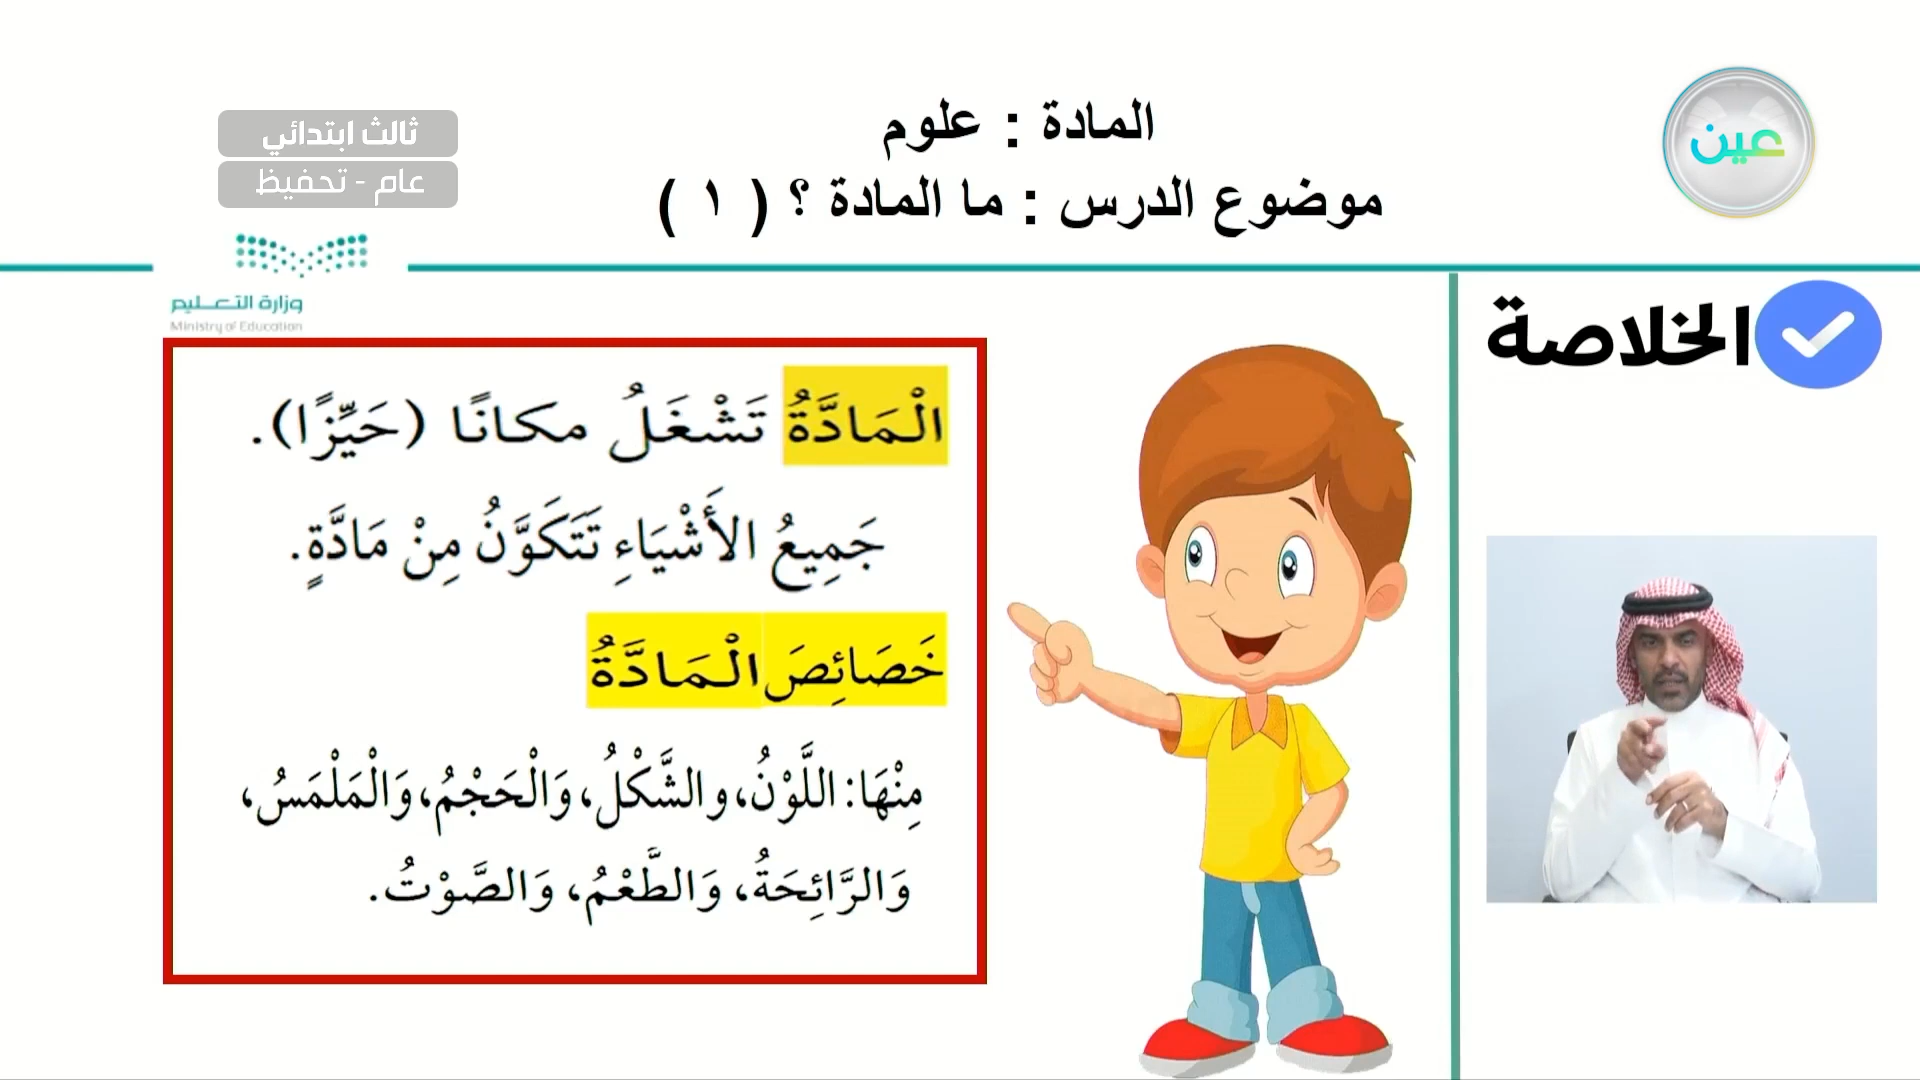 المادة : علوم
موضوع الدرس : ما المادة ؟ ( ١ )
عين
ثالث ابتدائي
عام - تحفيظ
وزارة التعليم
Ministry of Education
الخلاصة
الْمَادَّةُ تَشْغَلُ مكانًا (حَيِّزًا).
جَمِيعُ الأَشْيَاءِ تَتَكَوَّنُ مِنْ مَادَّةٍ.
خَصَائِصَ الْمَادَّةُ
مِنْهَا: اللَّوْنُ، والشَّكْلُ، وَالْحَجْمُ، وَالْمَلْمَسُ،
وَالرَّائِحَةُ، وَالطَّعْمُ، وَالصَّوْتُ.